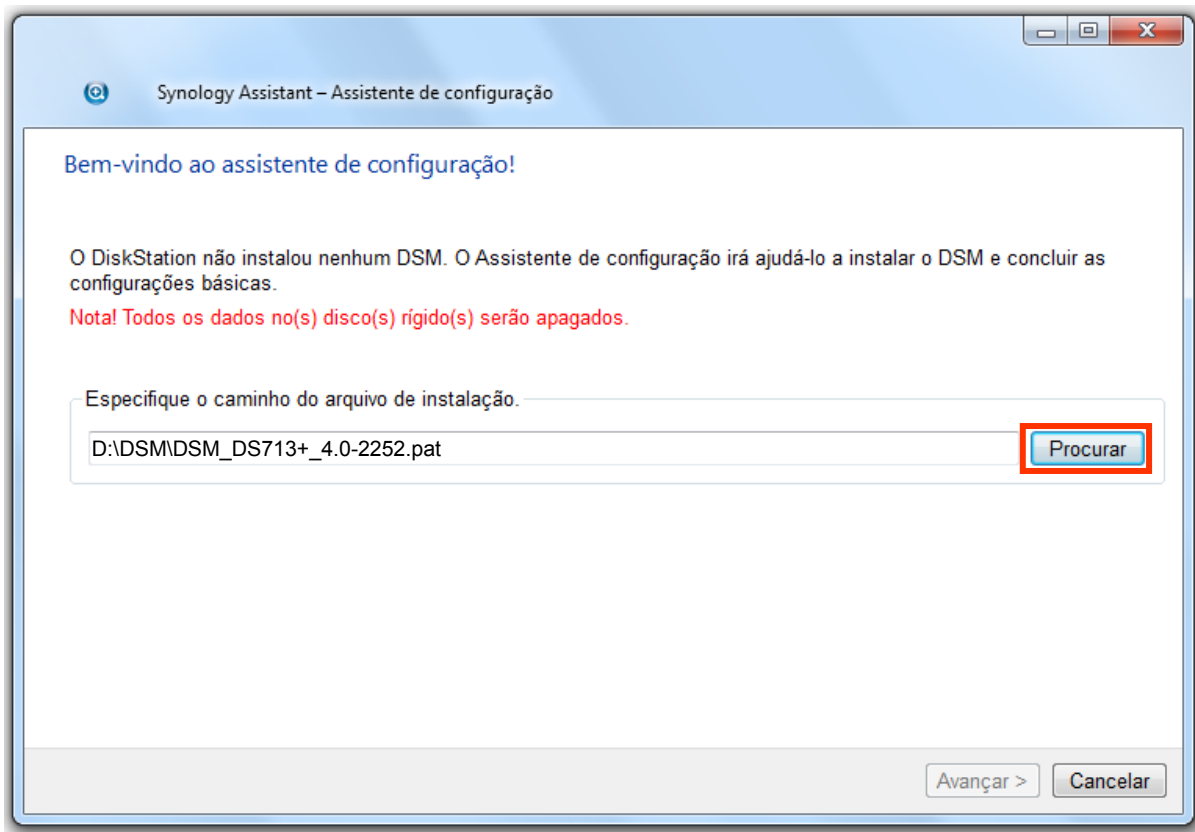 Synology Assistant – Assistente de configuração
Bem-vindo ao assistente de configuração!
O DiskStation não instalou nenhum DSM. O Assistente de configuração irá ajudá-lo a instalar o DSM e concluir as
configurações básicas.
Nota! Todos os dados no(s) disco(s) rígido(s) serão apagados.
Especifique o caminho do arquivo de instalação.
D:\DSM\DSM_DS713+_4.0-2252.pat
Procurar
Avançar >
Cancelar